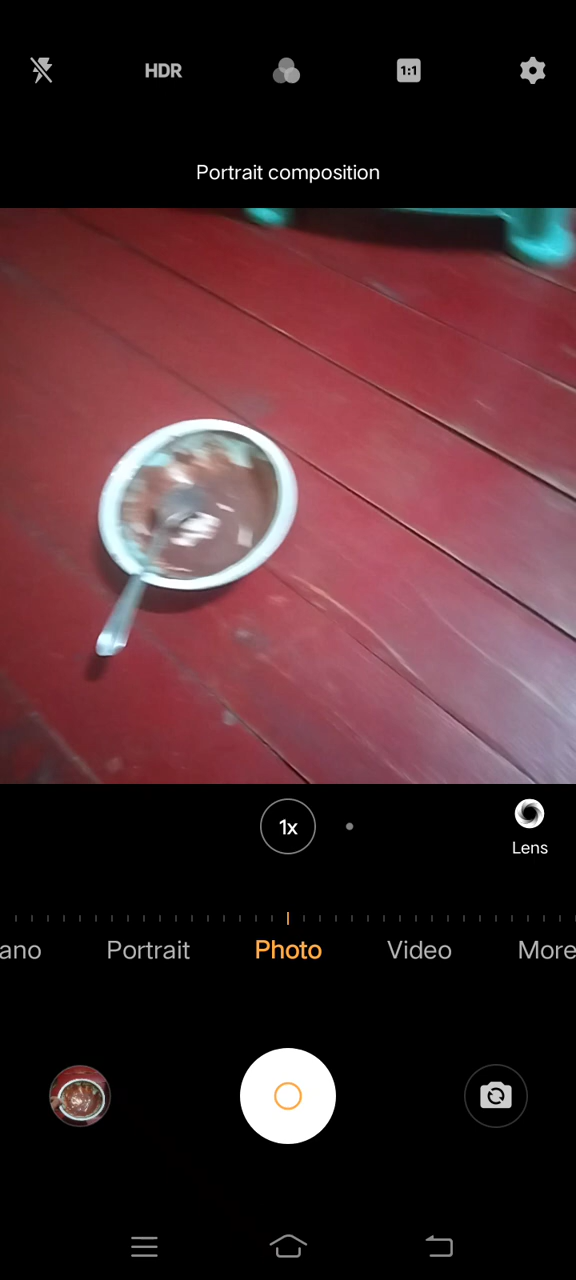 HDR
1:1
Portrait composition
1x
Lens
ano Portrait Photo Video More